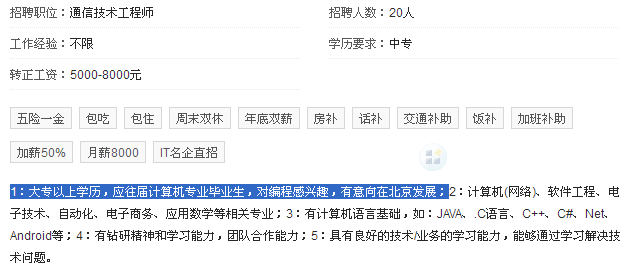 招聘职位：通信技术工程师 招聘人数：20人
工作经验：不限 学历要求：中专
转正工资：5000-8000元
五险一金 包吃 包住 周末双休 年底双薪 房补 话补 交通补助 饭补 加班补助
加薪50% 月薪8000 IT名企直招
1：大专以上学历，应往届计算机专业毕业生，对编程感兴趣，有意向在北京发展；2：计算机(网络)、软件工程、电
子技术、自动化、电子商务、应用数学等相关专业；3：有计算机语言基础，如：JAVA、.C语言、C++、C#、Net、
Android等；4：有钻研精神和学习能力，团队合作能力；5：具有良好的技术/业务的学习能力，能够通过学习解决技
术问题。